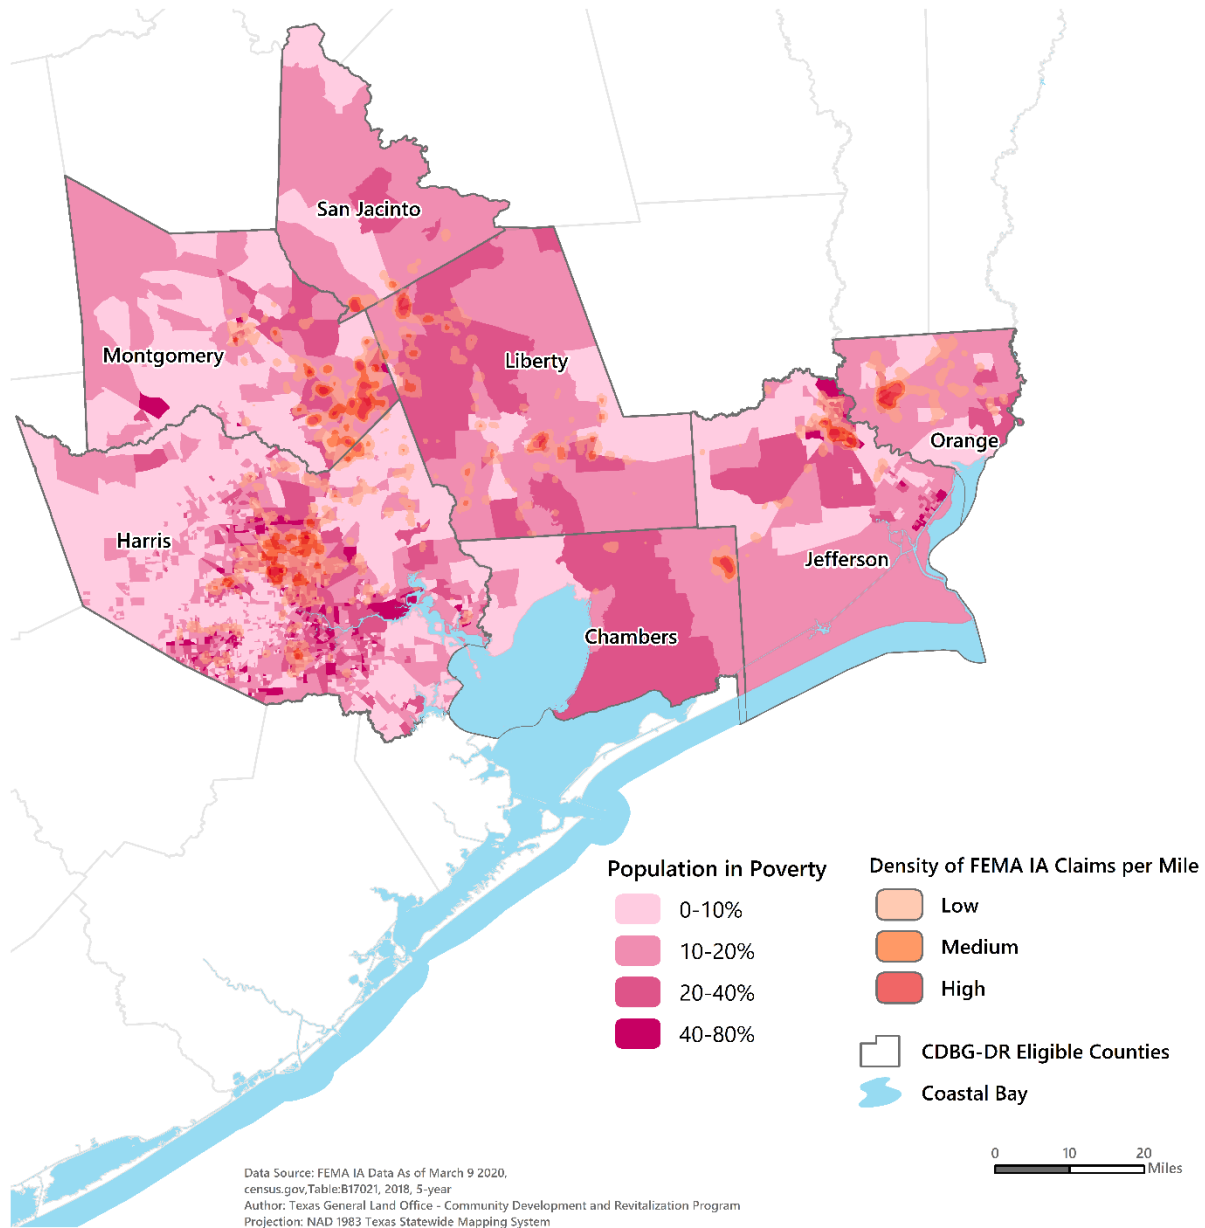 San Jacinto
Montgomery
Liberty
Orange
Harris
Jefferson
Chambers
Population in Poverty
0-10%
10-20%
20-40%
40-80%
Density of FEMA IA Claims per Mile
Low
Medium
High
CDBG-DR Eligible Counties
Coastal Bay
0 10 20
Miles
Data Source: FEMA IA Data As of March 9 2020,
census.gov,Table:B17021, 2018, 5-year
Author: Texas General Land Office - Community Development and Revitalization Program
Projection: NAD 1983 Texas Statewide Mapping System